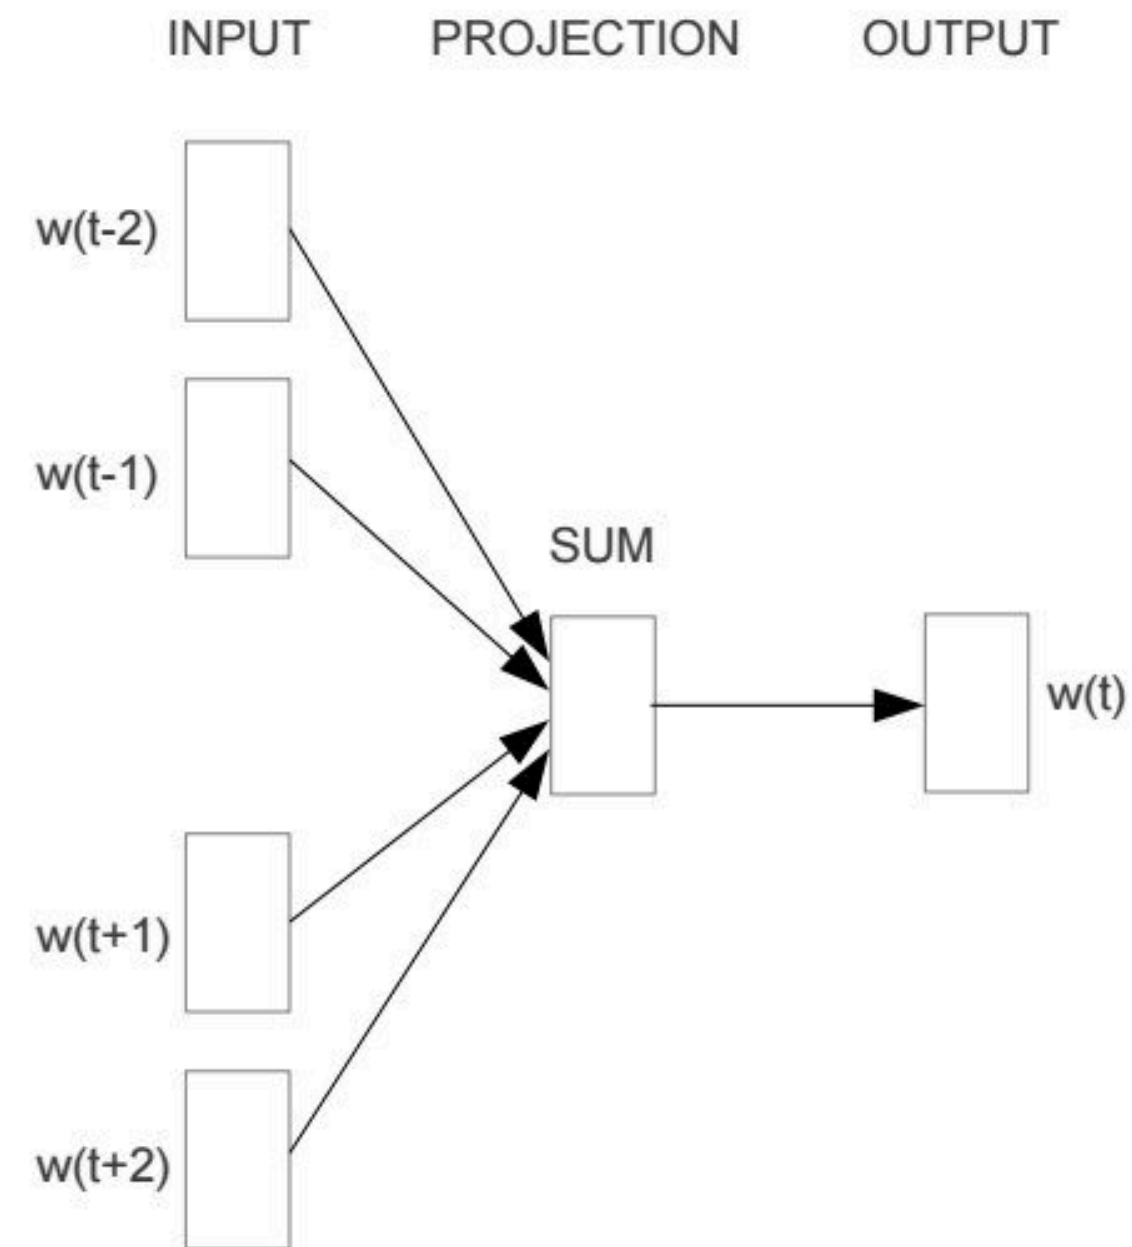 INPUT PROJECTION OUTPUT
w(t-2)
w(t-1)
SUM
w(t)
w(t+1)
w(t+2)